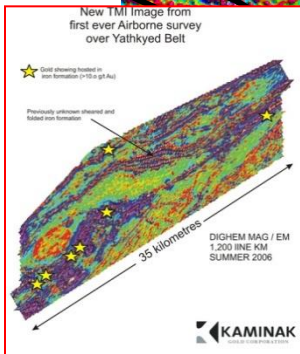 New TMI Image from
first ever Airborne survey
over Yathkyed Belt
Gold showing hosted in
iron formation (>10.0 g/t Au)
Previously unknown sheared and
folded iron formation
35 kilometres
DIGHEM MAG / EM
1,200 lINE KM
SUMMER 2006
KAMINAK
GOLD CORPORATION